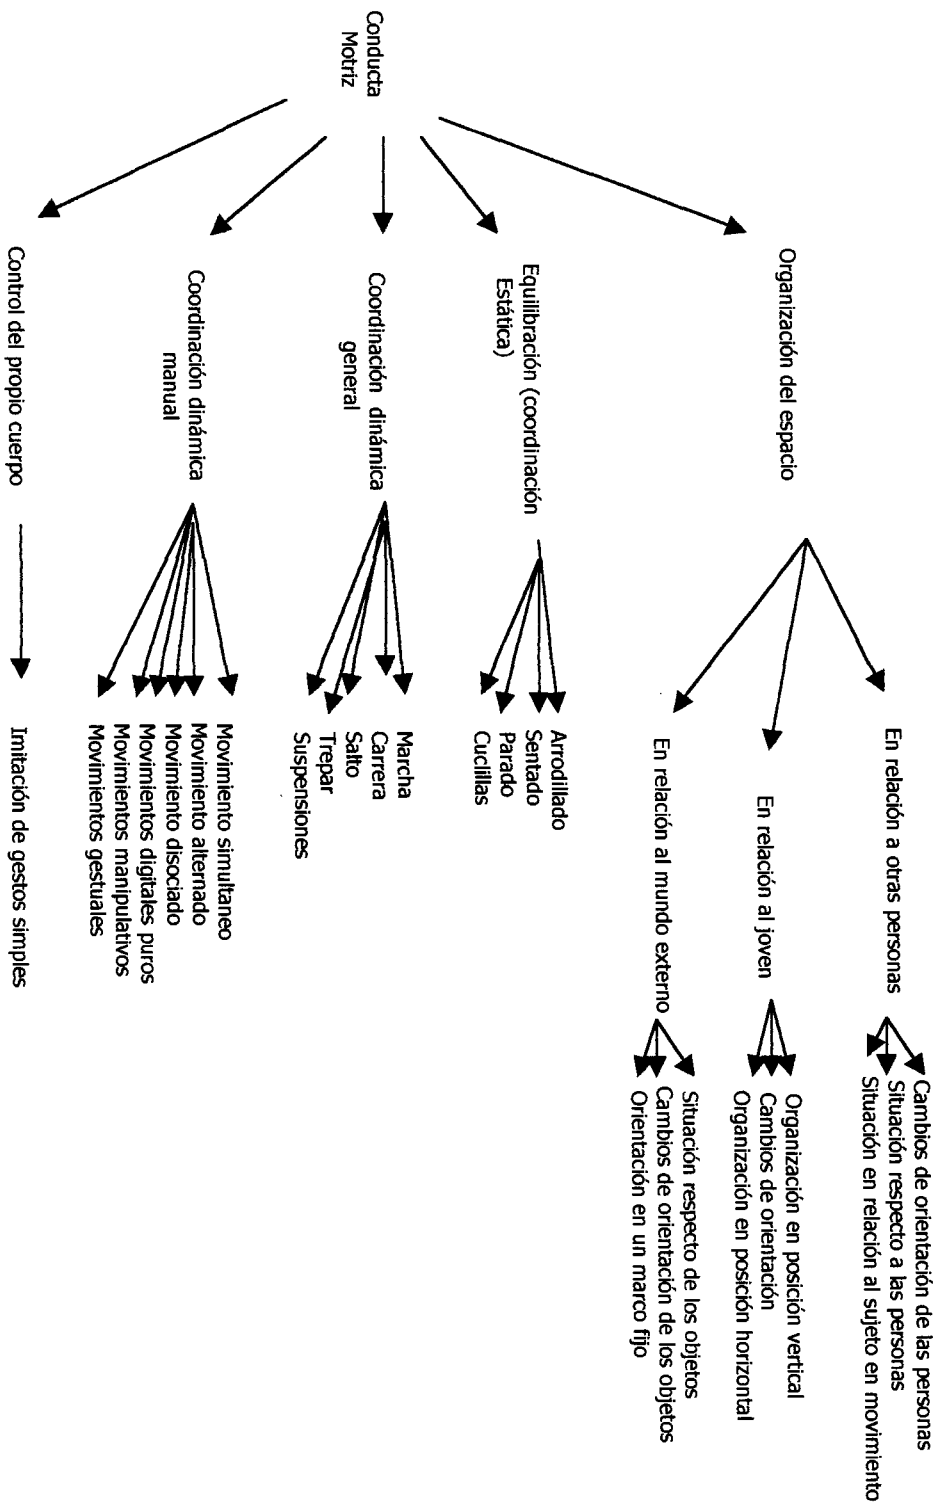 Conducta
Motriz
Organización del espacio
En relación a otras personas
Cambios de orientación de las personas
Situación respecto a las personas
Situación en relación al sujeto en movimiento
En relación al joven
Organización en posición vertical
Cambios de orientación
Organización en posición horizontal
En relación al mundo externo
Situación respecto de los objetos
Cambios de orientación de los objetos
Orientación en un marco fijo
Equilibración (coordinación
Estática)
Arrodillado
Sentado
Parado
Cuclillas
Coordinación dinámica
general
Marcha
Carrera
Salto
Trepar
Suspensiones
Coordinación dinámica
manual
Movimiento simultaneo
Movimiento alternado
Movimiento disociado
Movimientos digitales puros
Movimientos manipulativos
Movimientos gestuales
Control del propio cuerpo
Imitación de gestos simples